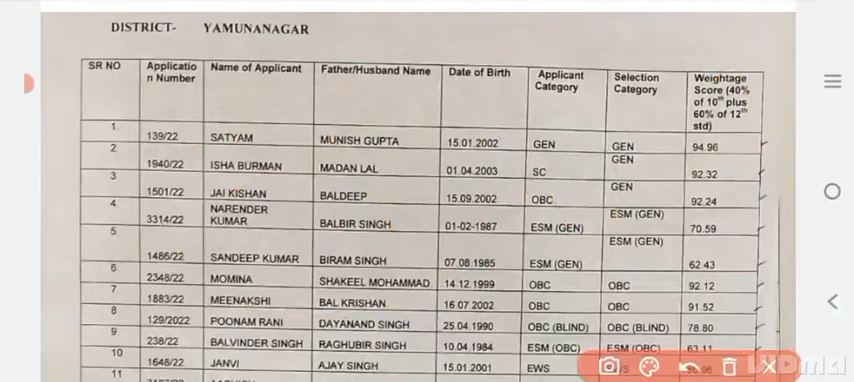 DISTRICT- YAMUNANAGAR
SR NO Applicatio n Number Name of Applicant Father/Husband Name Date of Birth Applicant Category Selection Category Weightage Score (40% of 10th plus 60% of 12th std)
1. 139/22 SATYAM MUNISH GUPTA 15.01.2002 GEN GEN 94.96
2 1940/22 ISHA BURMAN MADAN LAL 01.04.2003 SC GEN 92.32
3 1501/22 JAI KISHAN BALDEEP 15.09.2002 OBC GEN 92.24
4. 3314/22 NARENDER KUMAR BALBIR SINGH 01-02-1987 ESM (GEN) ESM (GEN) 70.59
5 1486/22 SANDEEP KUMAR BIRAM SINGH 07.08.1985 ESM (GEN) ESM (GEN) 62.43
6 2348/22 MOMINA SHAKEEL MOHAMMAD 14.12.1999 OBC OBC 92.12
7 1883/22 MEENAKSHI BAL KRISHAN 16.07.2002 OBC OBC 91.52
8 129/2022 POONAM RANI DAYANAND SINGH 25.04.1990 OBC (BLIND) OBC (BLIND) 78.80
9 238/22 BALVINDER SINGH RAGHUBIR SINGH 10.04.1984 ESM (OBC) ESM (OBC) 63.11
10 1648/22 JANVI AJAY SINGH 15.01.2001 EWS
11